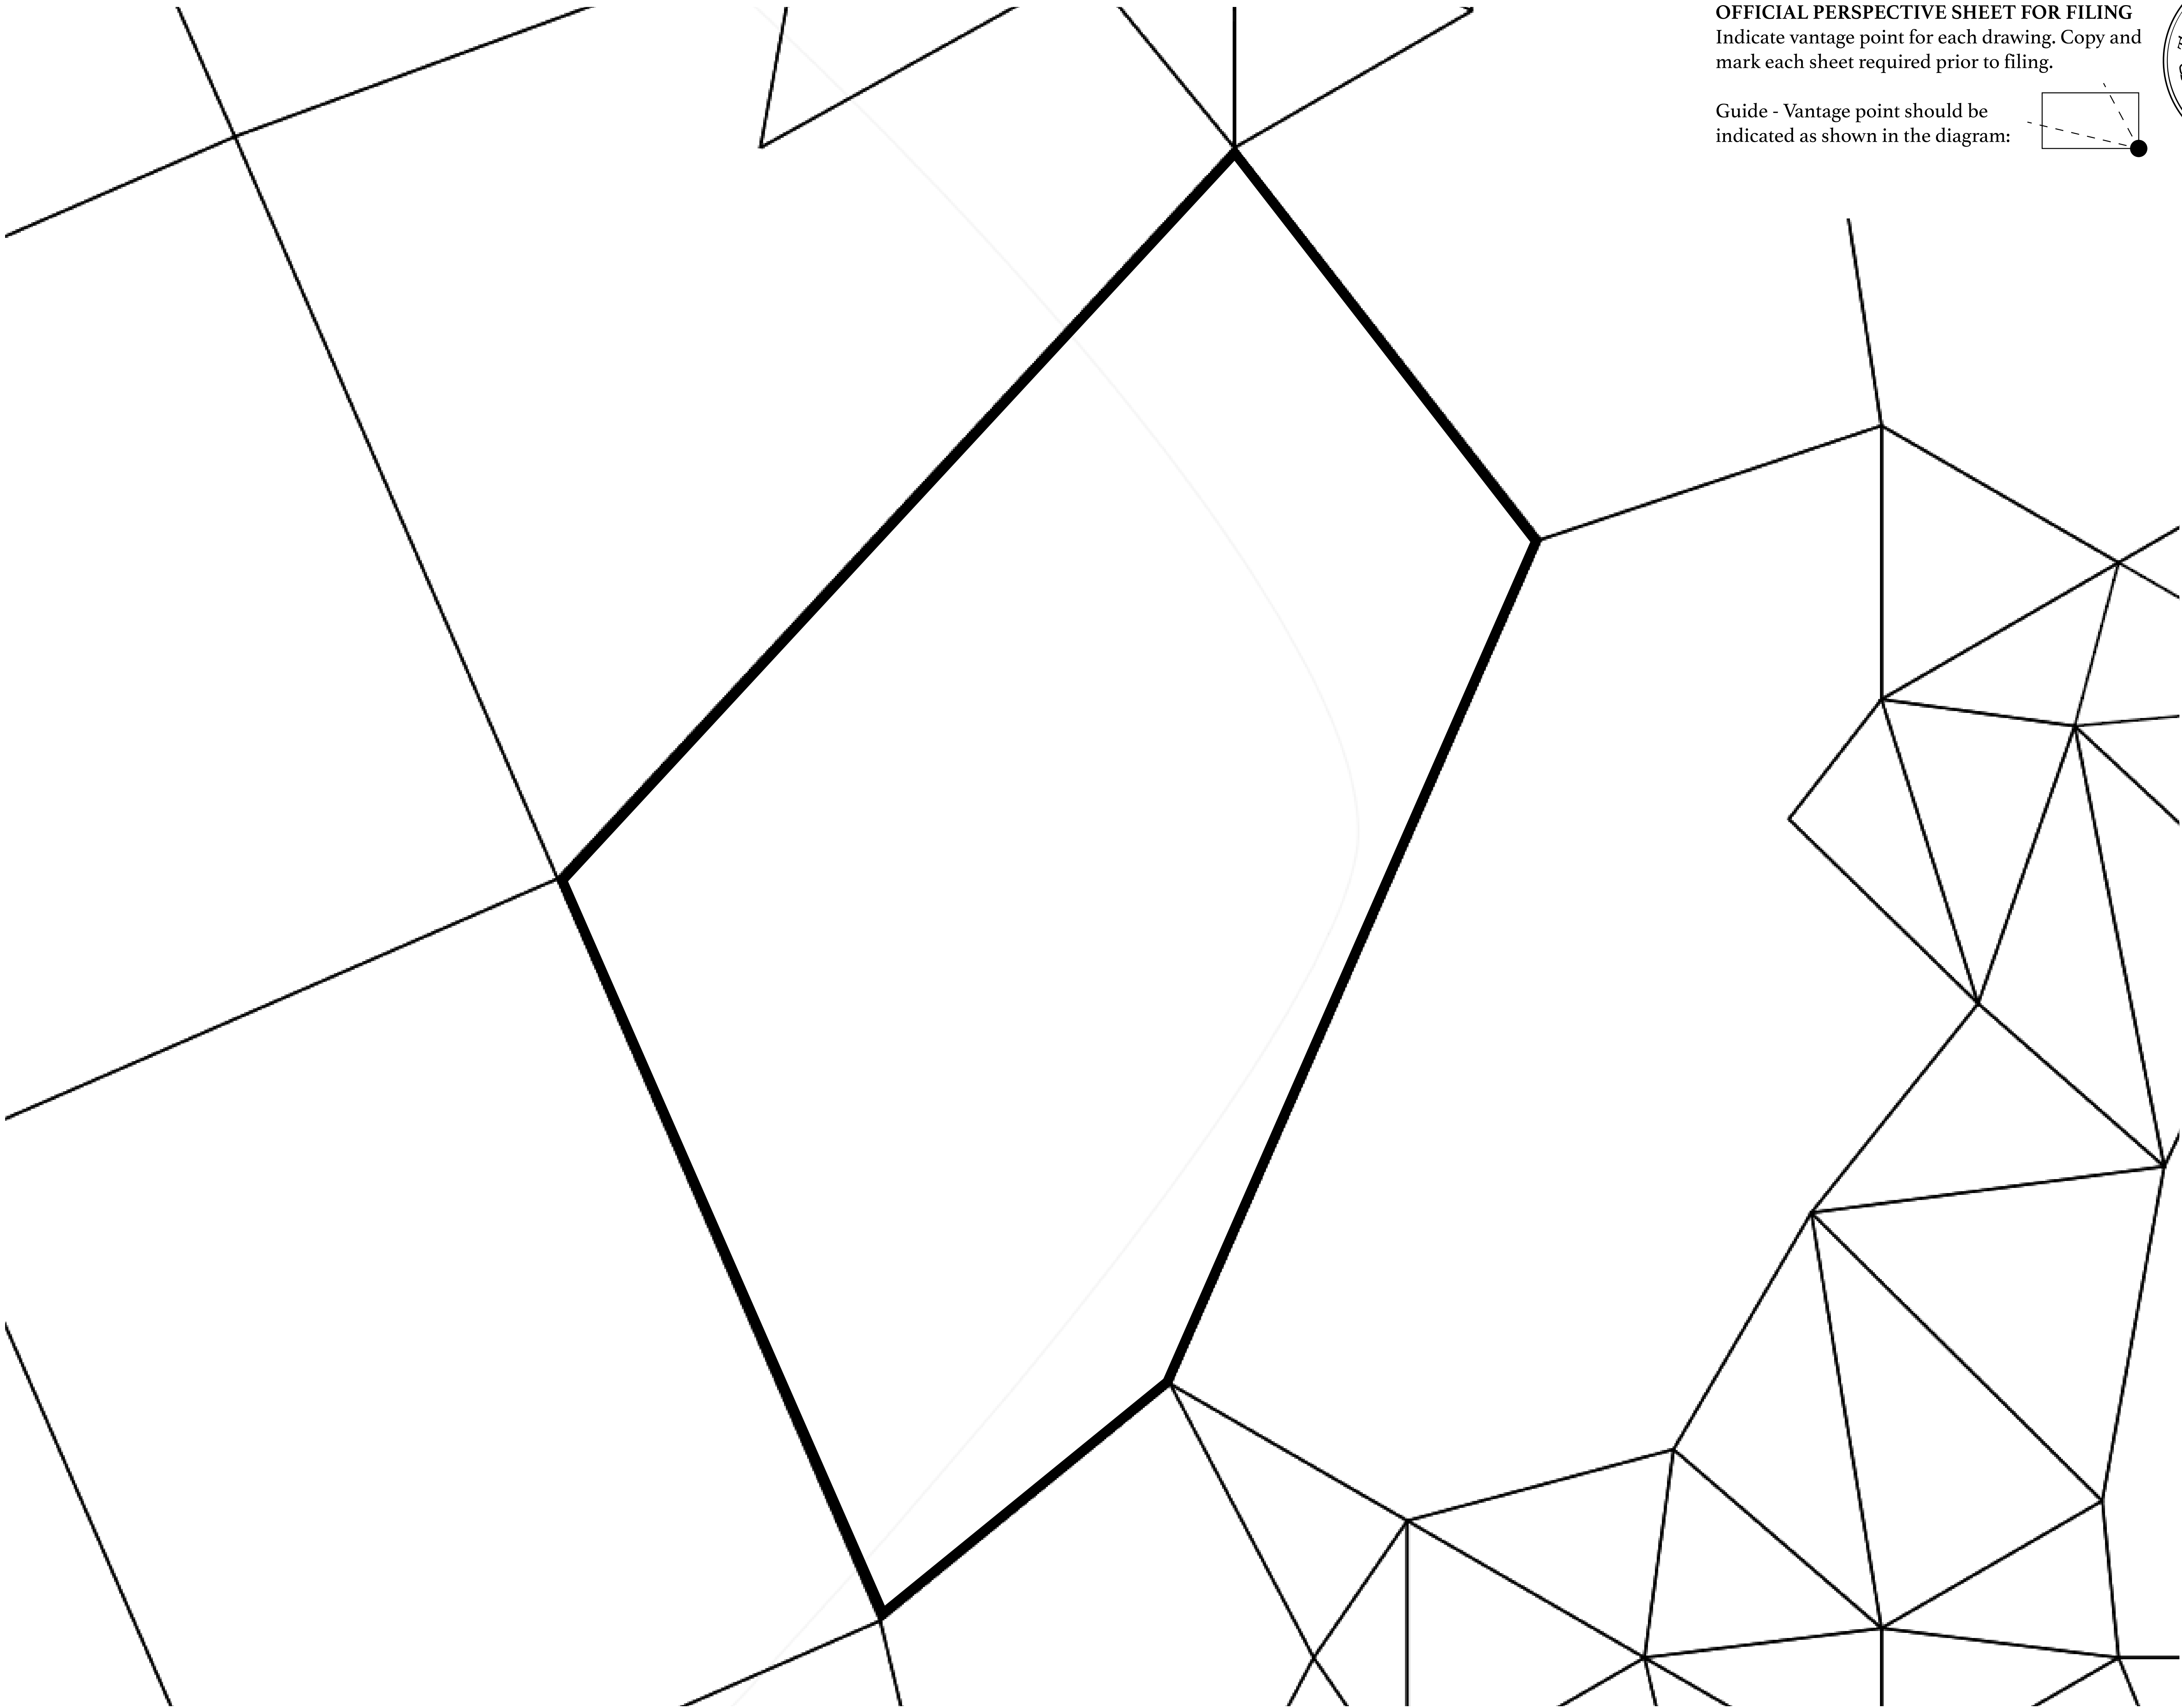 OFFICIAL PERSPECTIVE SHEET FOR FILING
Indicate vantage point for each drawing. Copy and
mark each sheet required prior to filing.
Guide - Vantage point should be
indicated as shown in the diagram: